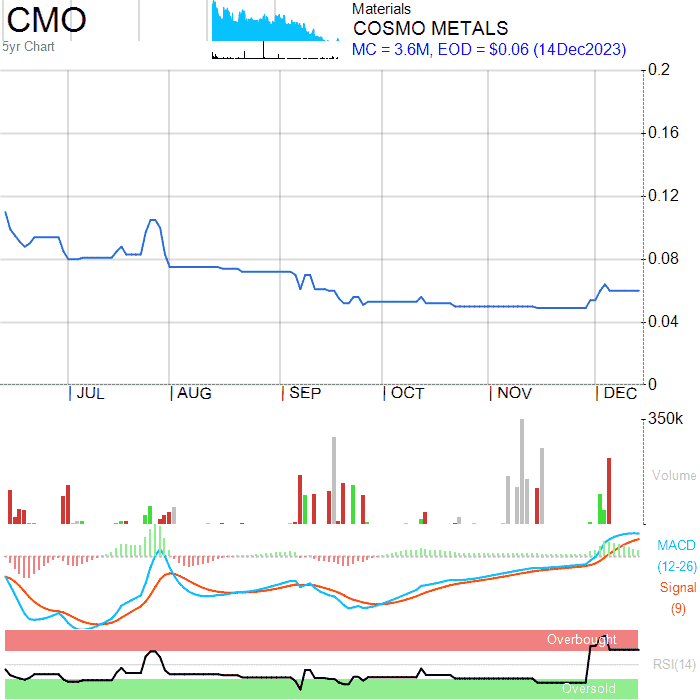 CMO
5yr Chart
Materials
COSMO METALS
MC = 3.6M, EOD = $0.06 (14Dec2023)
0.2
0.16
0.12
0.08
0.04
0
JUL AUG SEP OCT NOV DEC
350k
Volume
MACD
(12-26)
Signal
(9)
Overbought
RSI(14)
Oversold